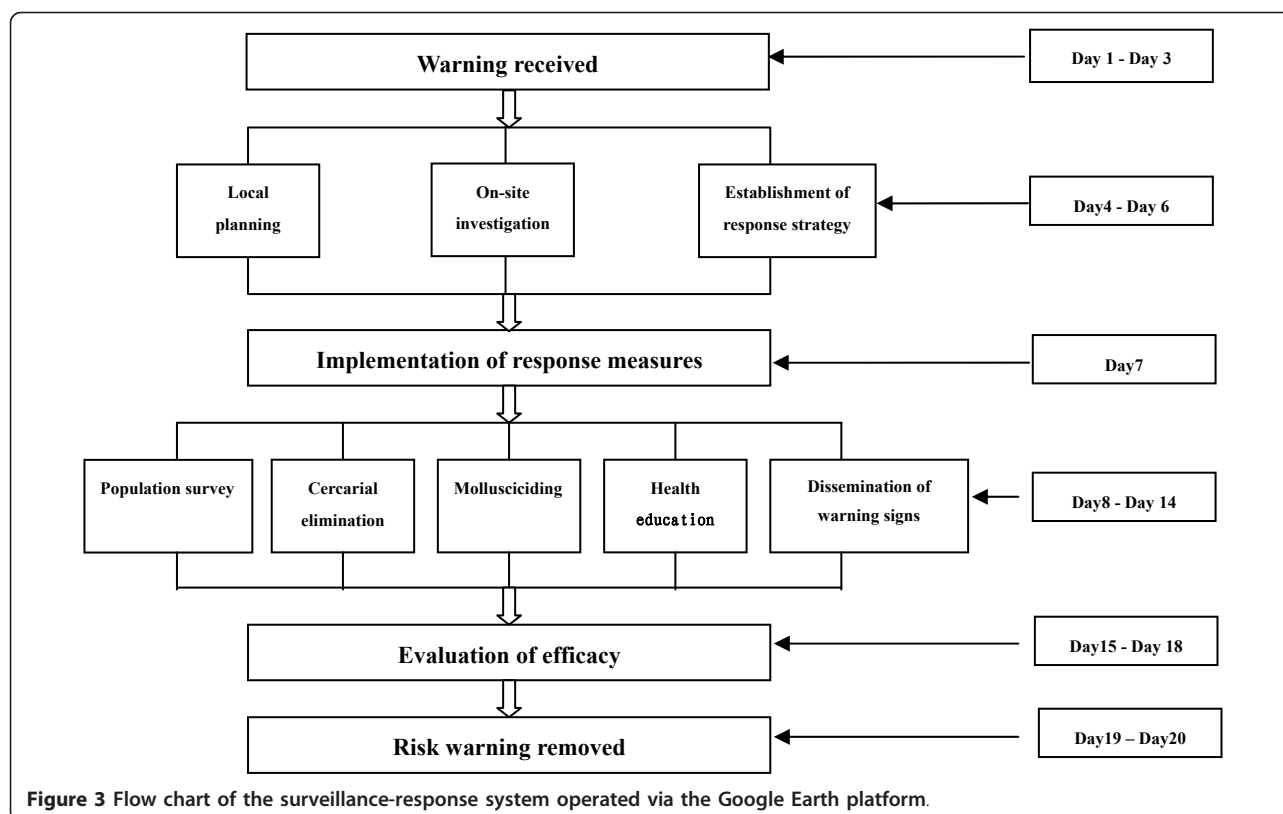 Warning received
Day 1 - Day 3
Local
planning
On-site
investigation
Establishment of
response strategy
Day4 - Day 6
Implementation of response measures
Day7
Population survey
Cercarial
elimination
Mollusciciding
Health
education
Dissemination of
warning signs
Day8 - Day 14
Evaluation of efficacy
Day15 - Day 18
Risk warning removed
Day19 – Day20
Figure 3 Flow chart of the surveillance-response system operated via the Google Earth platform.